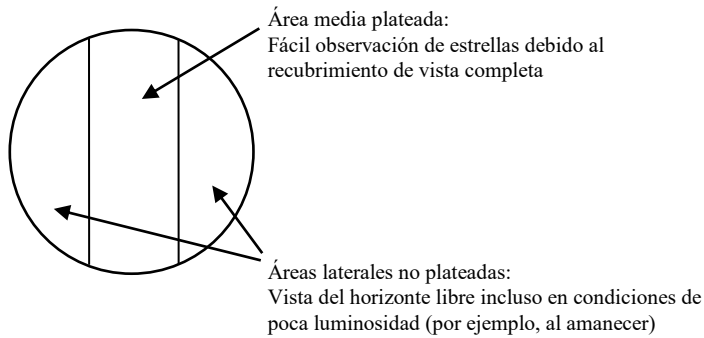 Área media plateada:
Fácil observación de estrellas debido al
recubrimiento de vista completa
Áreas laterales no plateadas:
Vista del horizonte libre incluso en condiciones de
poca luminosidad (por ejemplo, al amanecer)